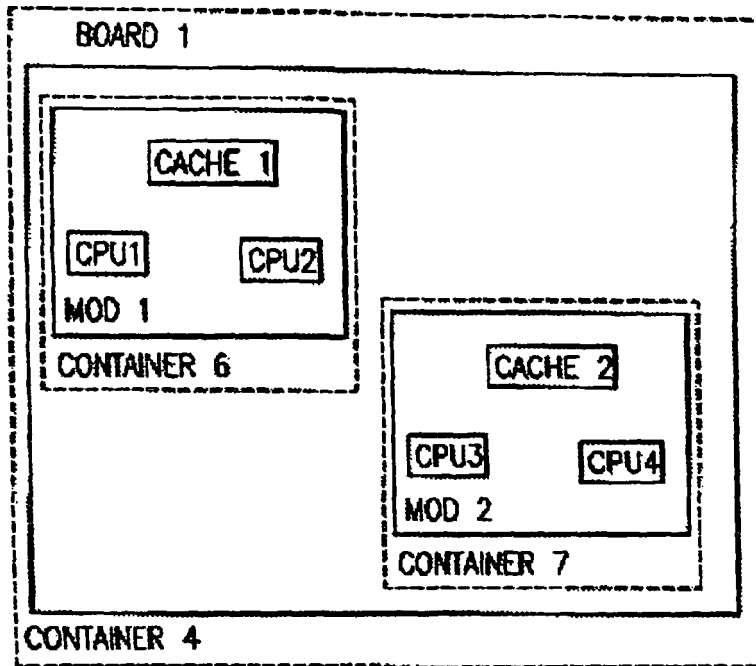 BOARD 1
CACHE 1
CPU1 CPU2
MOD 1
CONTAINER 6
CACHE 2
CPU3 CPU4
MOD 2
CONTAINER 7
CONTAINER 4